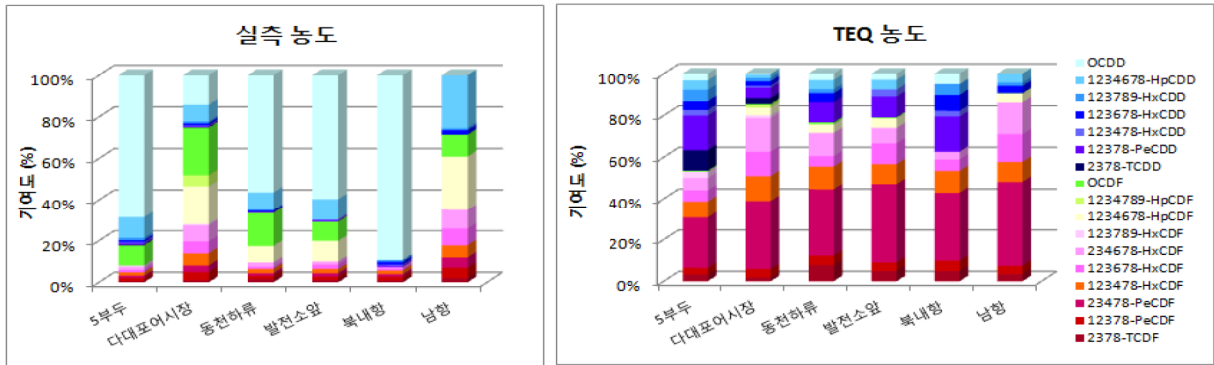 실측 농도
기여도 (%)
100%
80%
60%
40%
20%
0%
5부두
다대포어시장
동천하류
발전소앞
북내항
남항
TEQ 농도
기여도 (%)
100%
80%
60%
40%
20%
0%
5부두
다대포어시장
동천하류
발전소앞
북내항
남항
OCDD
1234678-HpCDD
123789-HxCDD
123678-HxCDD
123478-HxCDD
12378-PeCDD
2378-TCDD
OCDF
1234789-HpCDF
1234678-HpCDF
123789-HxCDF
234678-HxCDF
123678-HxCDF
123478-HxCDF
23478-PeCDF
12378-PeCDF
2378-TCDF